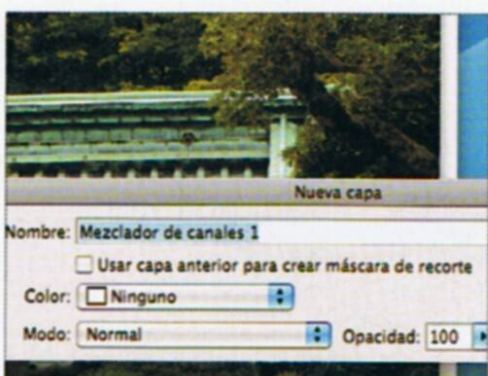 Nueva capa
Nombre: Mezclador de canales 1
Usar capa anterior para crear máscara de recorte
Color: Ninguno
Modo: Normal Opacidad: 100